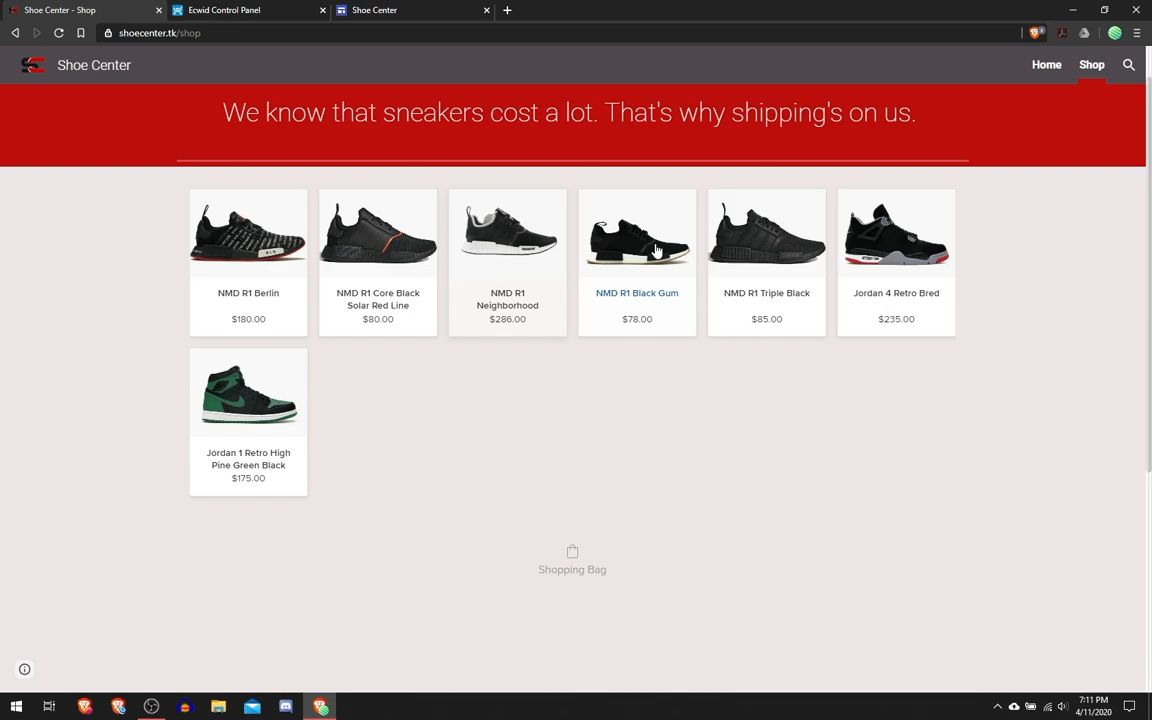 Shoe Center - Shop
Ecwid Control Panel
Shoe Center
shoecenter.tk/shop
Shoe Center
Home
Shop
We know that sneakers cost a lot. That's why shipping's on us.
NMD R1 Berlin
$180.00
NMD R1 Core Black
Solar Red Line
$80.00
NMD R1
Neighborhood
$286.00
NMD R1 Black Gum
$78.00
NMD R1 Triple Black
$85.00
Jordan 4 Retro Bred
$235.00
Jordan 1 Retro High
Pine Green Black
$175.00
Shopping Bag
7:11 PM
4/11/2020